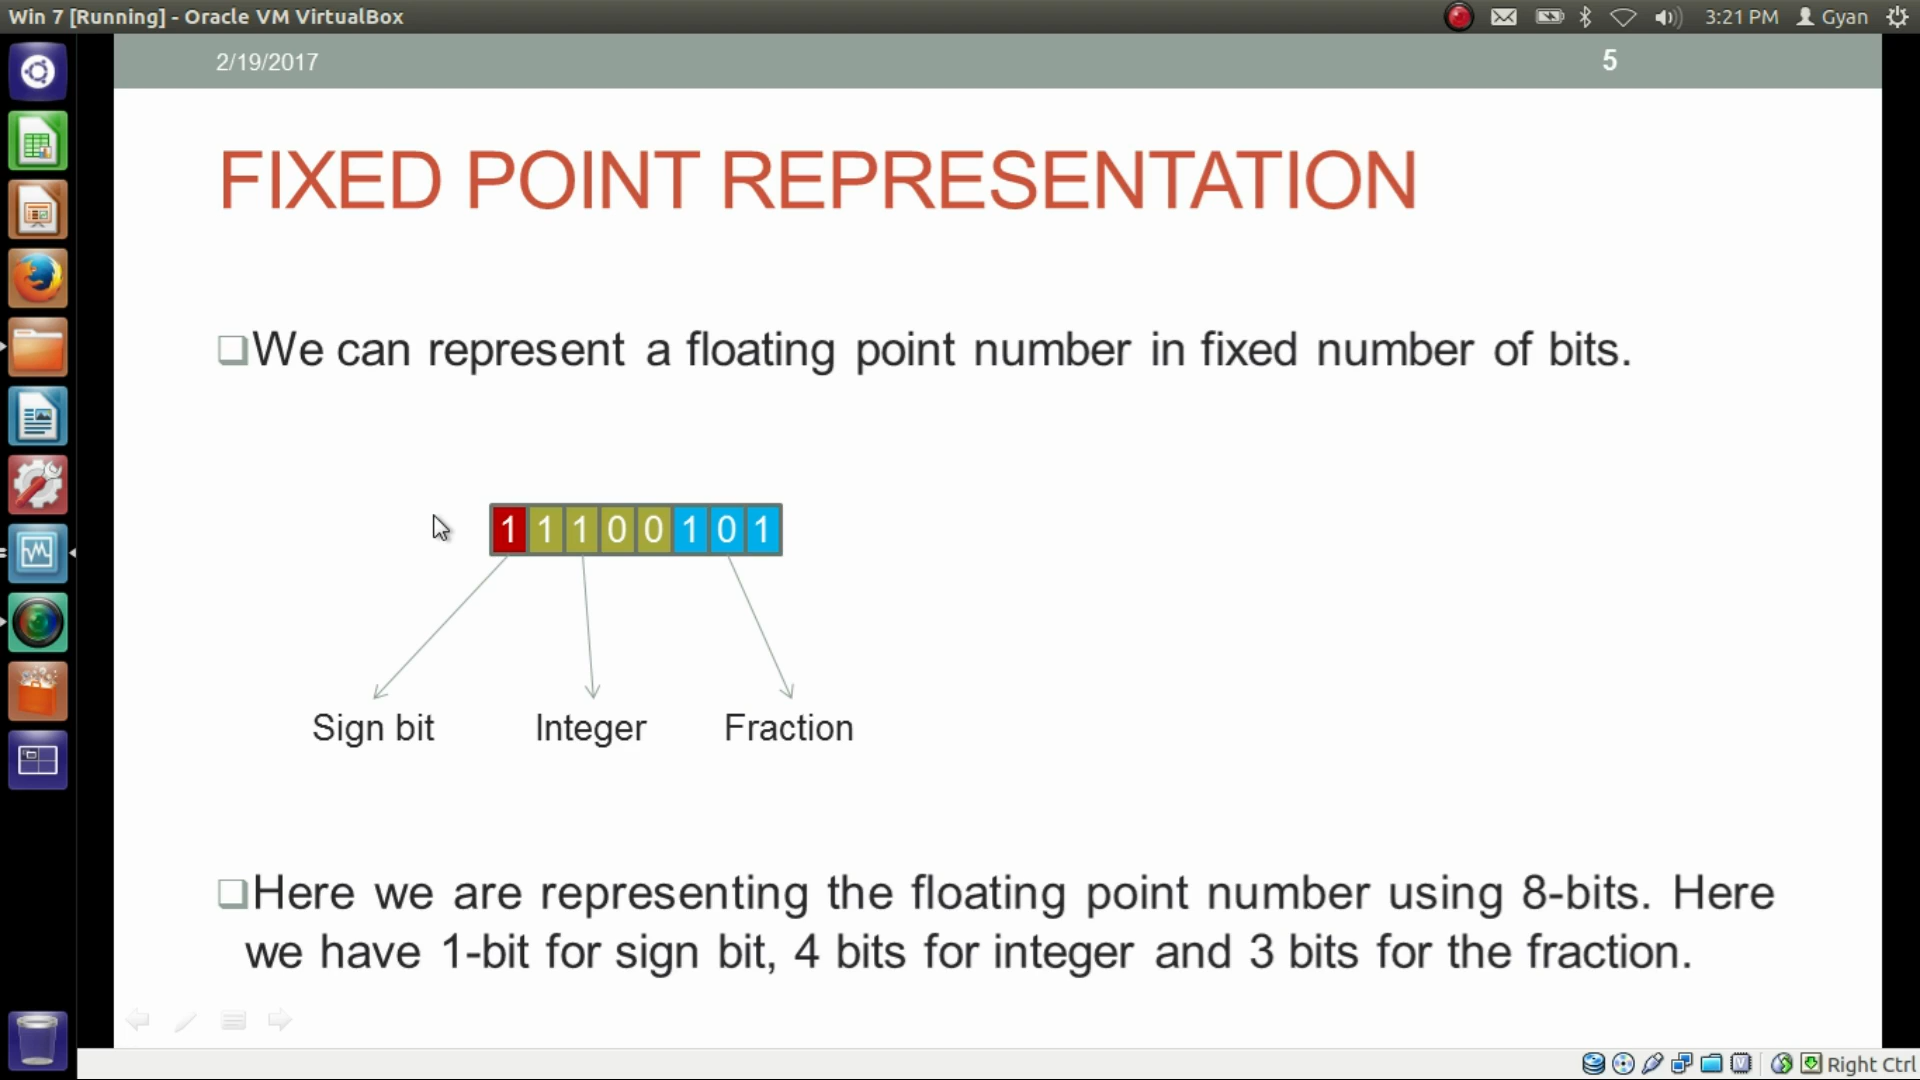 Win 7 [Running] - Oracle VM VirtualBox
3:21 PM Gyan
2/19/2017
5
FIXED POINT REPRESENTATION
We can represent a floating point number in fixed number of bits.
1 1 1 0 0 1 0 1
Sign bit Integer Fraction
Here we are representing the floating point number using 8-bits. Here
we have 1-bit for sign bit, 4 bits for integer and 3 bits for the fraction.
Right Ctrl